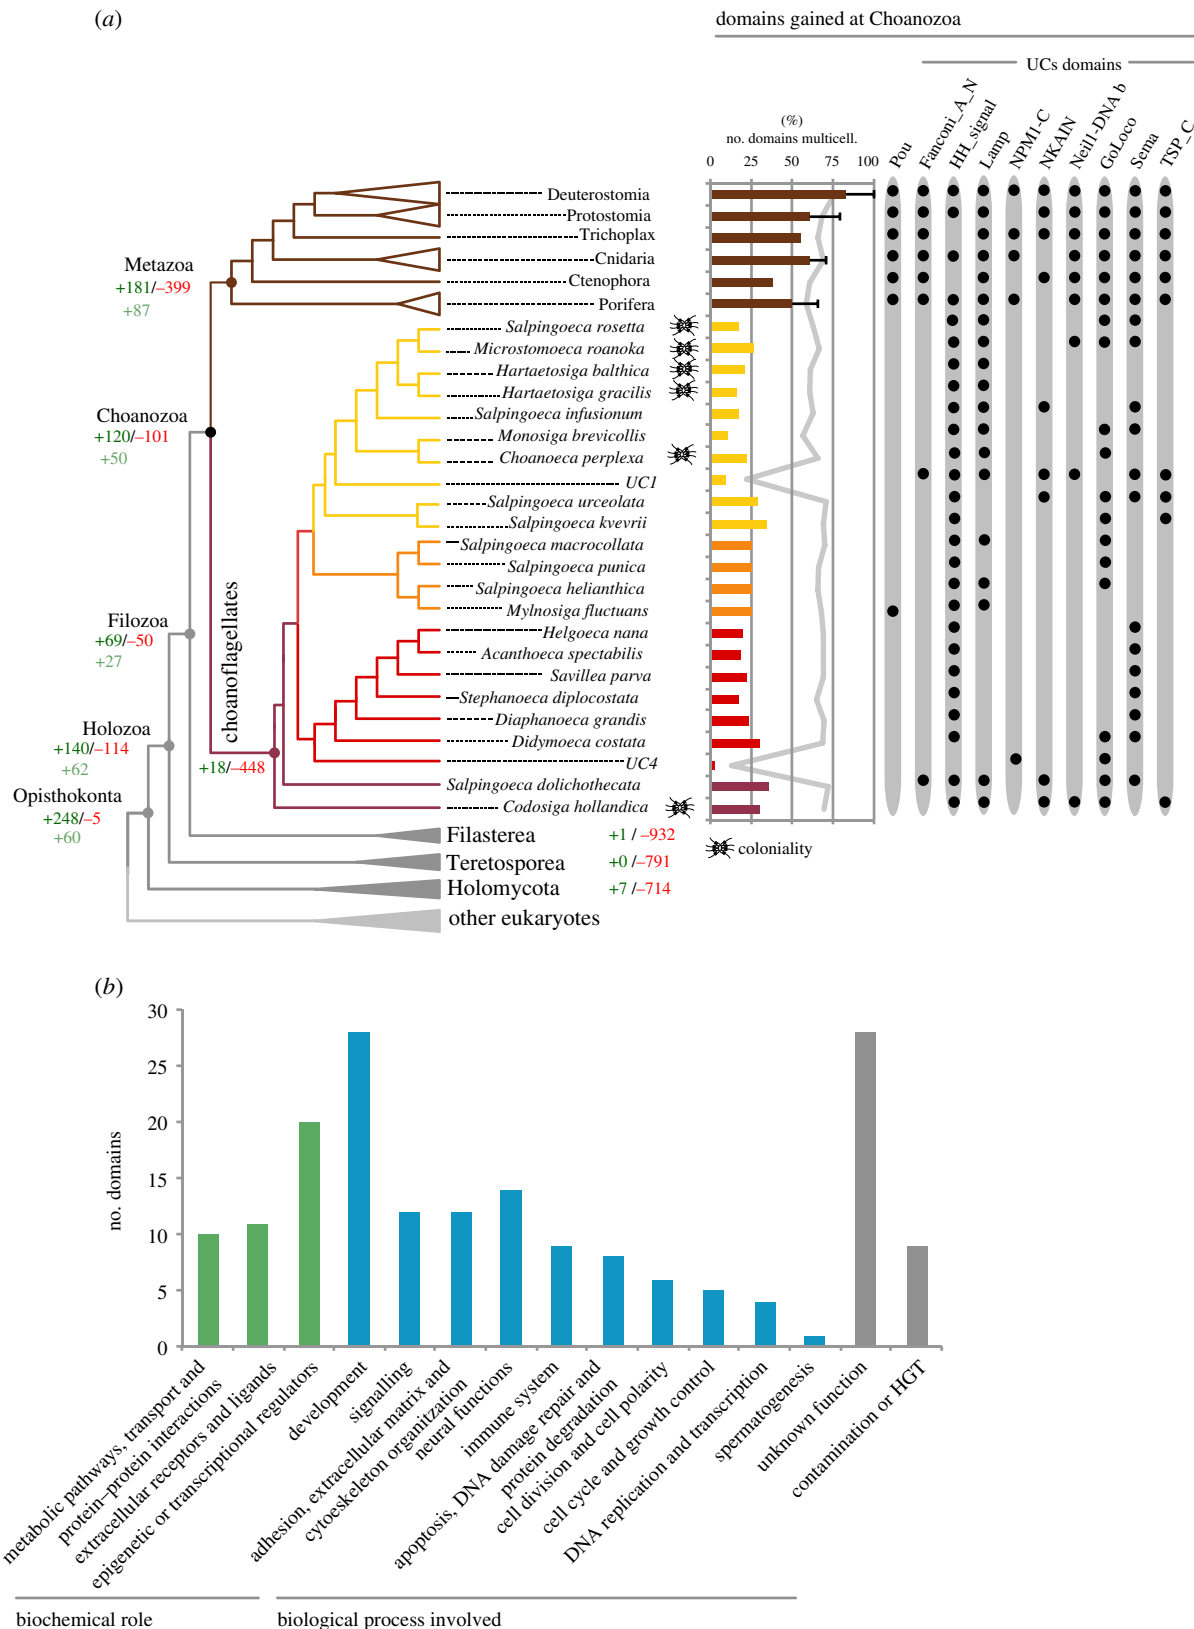 (a)
domains gained at Choanozoa
UCs domains
(%)
no. domains multicell.
0 25 50 75 100
Pou
Fanconi_A_N
HH_signal
Lamp
NPM1-C
NKAIN
Neil1-DNA b
GoLoco
Sema
TSP_C
Deuterostomia
Protostomia
Trichoplax
Cnidaria
Ctenophora
Porifera
Salpingoeca rosetta
Microstomoeca roanoka
Hartaetosiga balthica
Hartaetosiga gracilis
Salpingoeca infusionum
Monosiga brevicollis
Choanoeca perplexa
UC1
Salpingoeca urceolata
Salpingoeca kvevrii
Salpingoeca macrocollata
Salpingoeca punica
Salpingoeca helianthica
Mylnosiga fluctuans
Helgoeca nana
Acanthoeca spectabilis
Savillea parva
Stephanoeca diplocostata
Diaphanoeca grandis
Didymoeca costata
UC4
Salpingoeca dolichothecata
Codosiga hollandica
Filasterea +1 / –932
Teretosporea +0 /–791
Holomycota +7 /–714
other eukaryotes
coloniality
Metazoa
+181/–399
+87
Choanozoa
+120/–101
+50
Filozoa
+69/–50
+27
Holozoa
+140/–114
+62
Opisthokonta
+248/–5
+60
choanoflagellates
+18/–448
(b)
no. domains
30
25
20
15
10
5
0
metabolic pathways, transport and
protein–protein interactions
extracellular receptors and ligands
epigenetic or transcriptional regulators
development
signalling
adhesion, extracellular matrix and
cytoeskeleton organitzation
neural functions
immune system
apoptosis, DNA damage repair and
protein degradation
cell division and cell polarity
cell cycle and growth control
DNA replication and transcription
spermatogenesis
unknown function
contamination or HGT
biochemical role
biological process involved